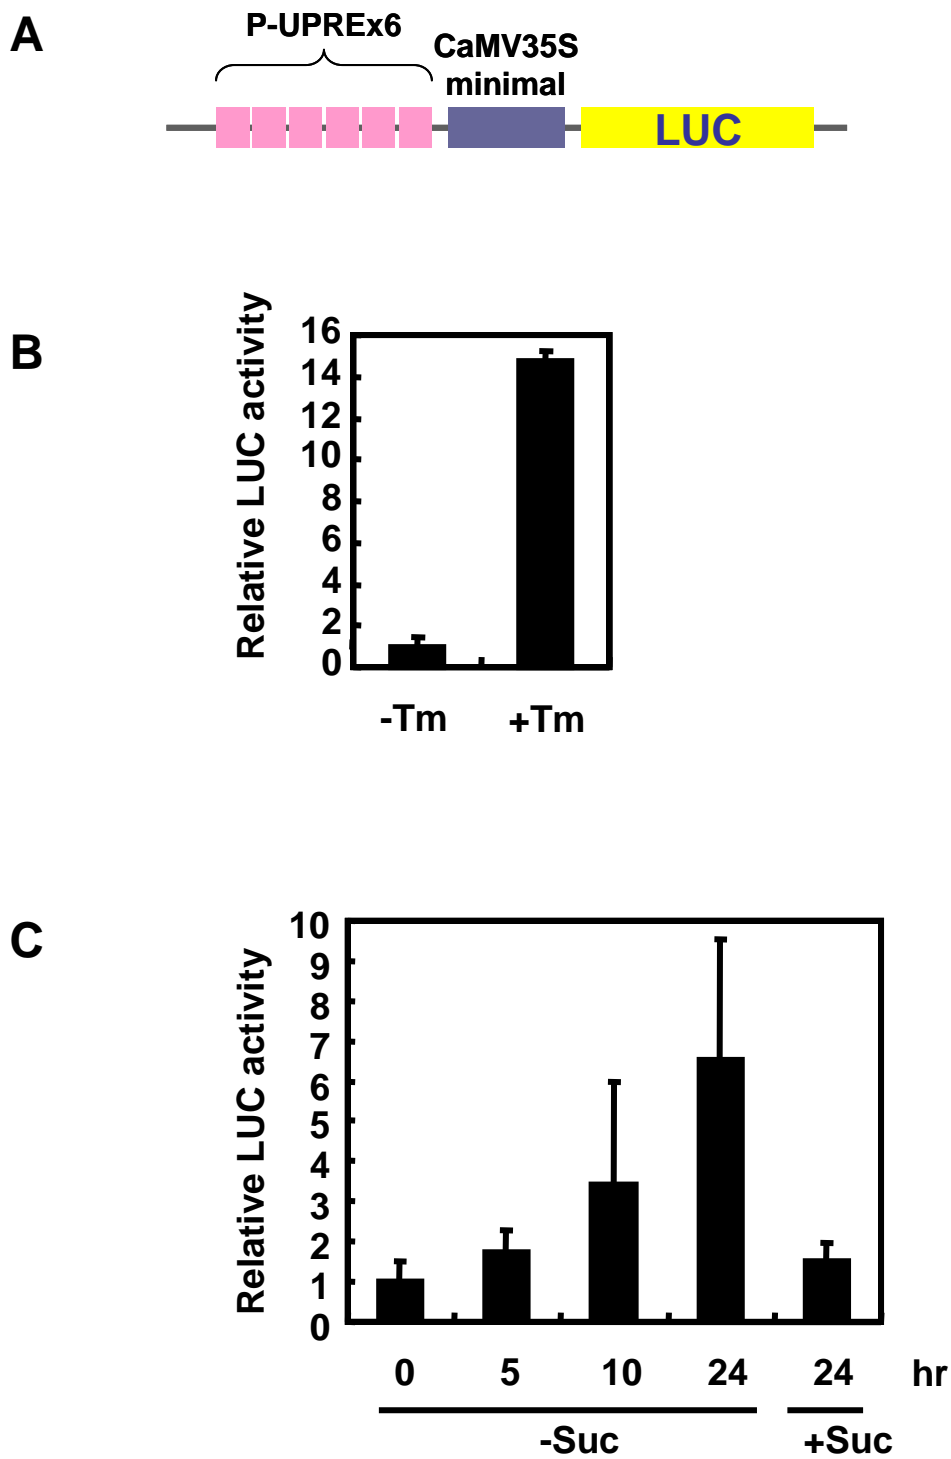 A
P-UPREx6
CaMV35S
minimal
LUC
B
Relative LUC activity
16
14
12
10
8
6
4
2
0
-Tm +Tm
C
Relative LUC activity
10
9
8
7
6
5
4
3
2
1
0
0 5 10 24 24 hr
-Suc +Suc